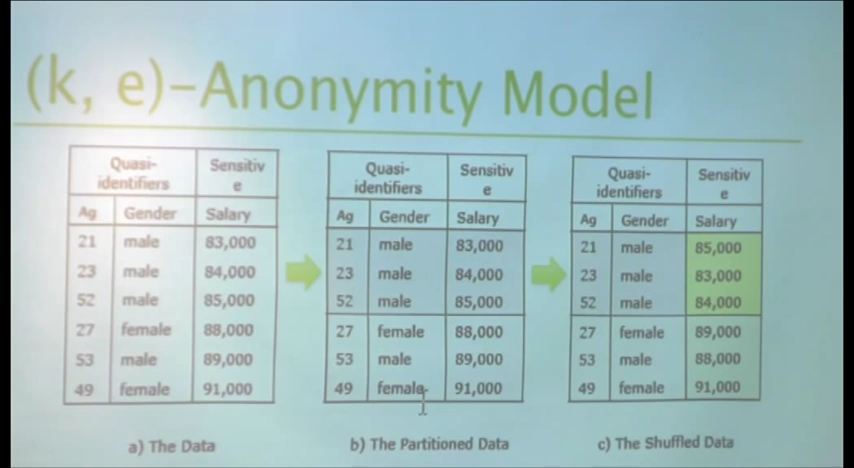 (k, e)-Anonymity Model
Quasi-
identifiers
Sensitiv
e
Ag Gender Salary
21 male 83,000
23 male 84,000
52 male 85,000
27 female 88,000
53 male 89,000
49 female 91,000
a) The Data
Quasi-
identifiers
Sensitiv
e
Ag Gender Salary
21 male 83,000
23 male 84,000
52 male 85,000
27 female 88,000
53 male 89,000
49 female 91,000
b) The Partitioned Data
Quasi-
identifiers
Sensitiv
e
Ag Gender Salary
21 male 85,000
23 male 83,000
52 male 84,000
27 female 89,000
53 male 88,000
49 female 91,000
c) The Shuffled Data